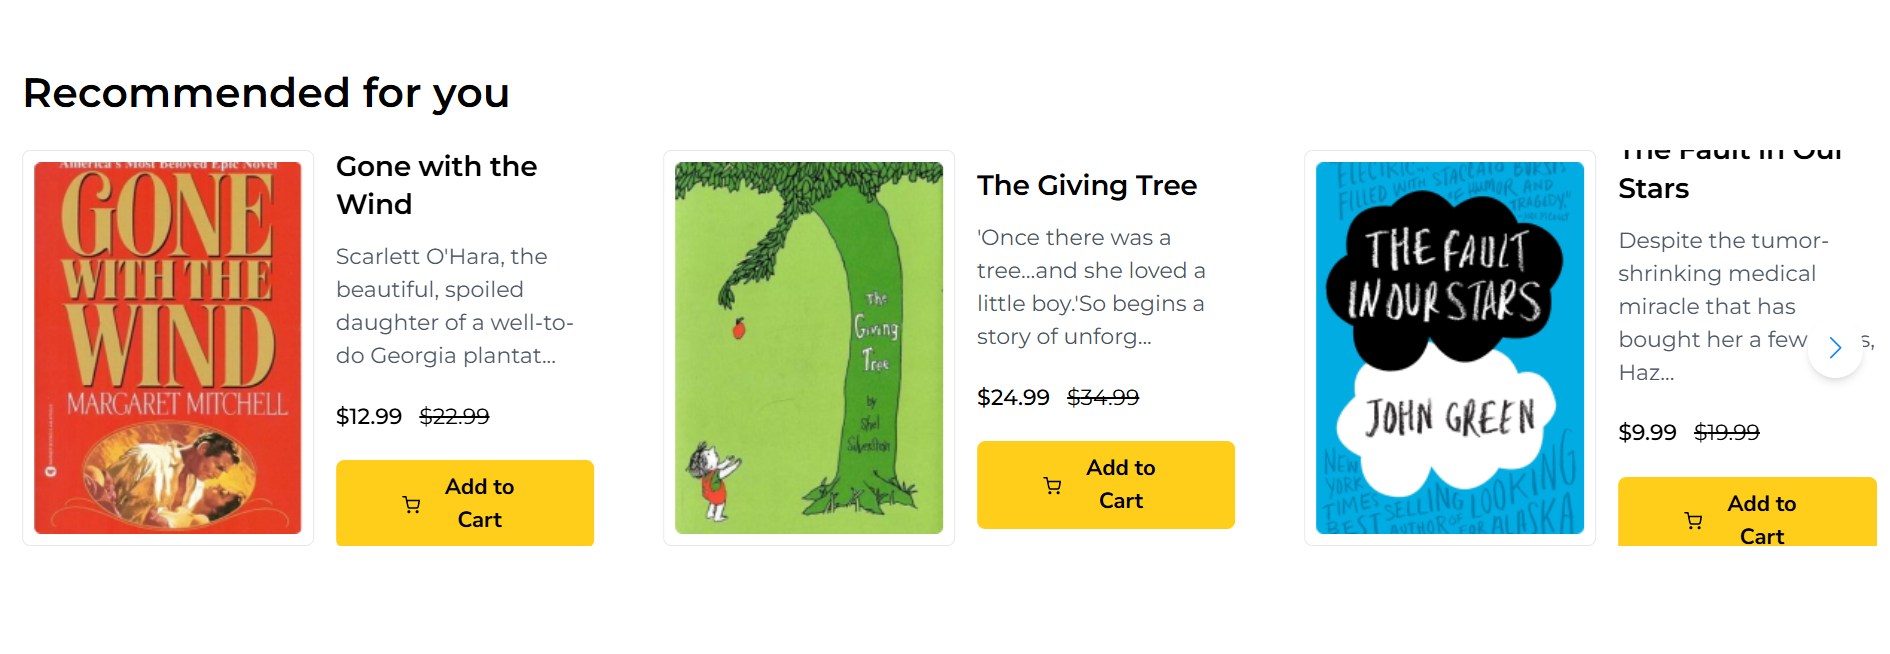 Recommended for you
America's Most Beloved Epic Novel
GONE
WITH THE
WIND
MARGARET MITCHELL
Gone with the
Wind
Scarlett O'Hara, the
beautiful, spoiled
daughter of a well-to-
do Georgia plantat...
$12.99 $22.99
Add to
Cart
The
Giving
Tree
by
Shel
Silverstein
The Giving Tree
'Once there was a
tree...and she loved a
little boy.'So begins a
story of unforg...
$24.99 $34.99
Add to
Cart
ELECTRIC... FILLED WITH STACCATO BURSTS
OF HUMOR AND
TRAGEDY."
THE FAULT
IN OUR STARS
JOHN GREEN
NEW
YORK
TIMES BESTSELLING
AUTHOR OF
LOOKING
FOR ALASKA
The Fault in Our
Stars
Despite the tumor-
shrinking medical
miracle that has
bought her a few
s,
Haz...
$9.99 $19.99
Add to
Cart